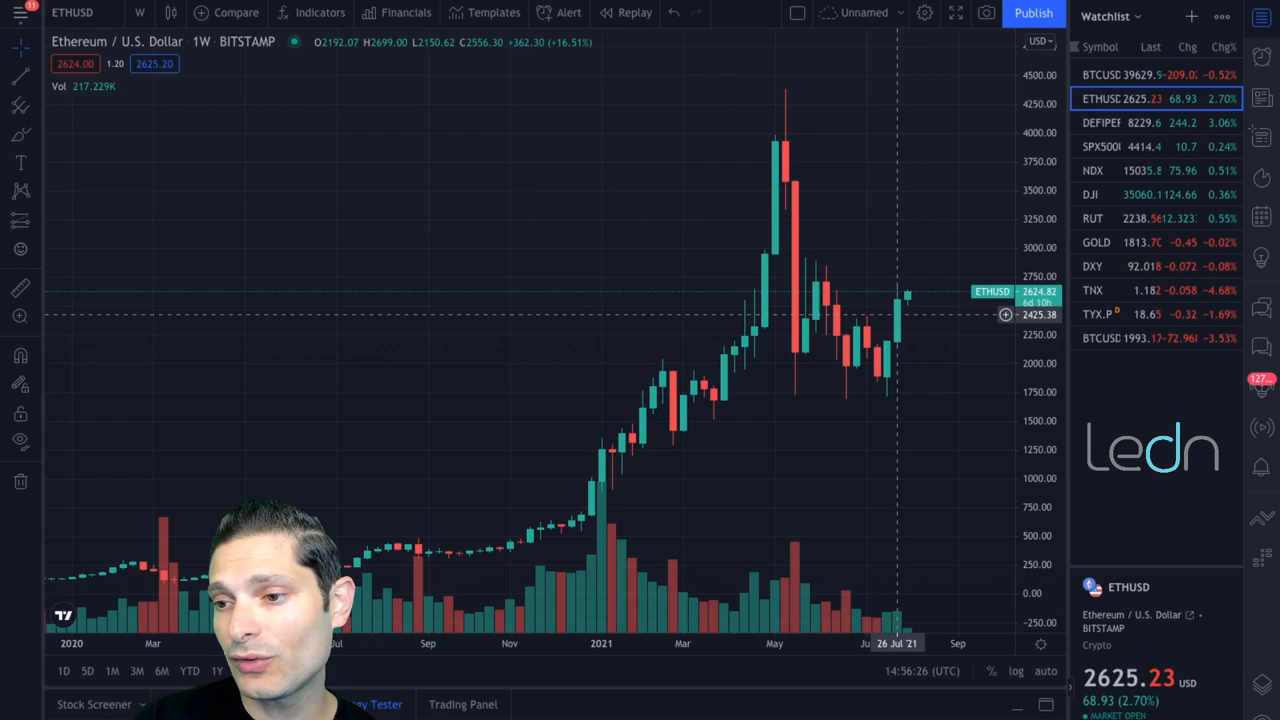 11
ETHUSD
W
Compare
Indicators
Financials
Templates
Alert
Replay
Unnamed
Publish
Watchlist
Ethereum / U.S. Dollar · 1W · BITSTAMP
O2192.07 H2699.00 L2150.62 C2556.30 +362.30 (+16.51%)
2624.00 1.20 2625.20
Vol 217.229K
USD
4500.00
4250.00
4000.00
3750.00
3500.00
3250.00
3000.00
2750.00
ETHUSD 2624.82
6d 10h
2425.38
2250.00
2000.00
1750.00
1500.00
1250.00
1000.00
750.00
500.00
250.00
0.00
−250.00
Symbol Last Chg Chg%
BTCUSD 39629.9 −209.02 −0.52%
ETHUSD 2625.23 68.93 2.70%
DEFIPEF 8229.6 244.2 3.06%
SPX500 4414.4 10.7 0.24%
NDX 15035.8 75.96 0.51%
DJI 35060.1 124.66 0.36%
RUT 2238.56 12.323 0.55%
GOLD 1813.70 −0.45 −0.02%
DXY 92.018 −0.072 −0.08%
TNX 1.182 −0.058 −4.68%
TYX.P D 18.65 −0.32 −1.69%
BTCUSD 1993.17 −72.968 −3.53%
127...
ledn
2020 Mar Jul Sep Nov 2021 Mar May 26 Jul '21 Sep
1D 5D 1M 3M 6M YTD 1Y
14:56:26 (UTC) % log auto
Stock Screener
Tester
Trading Panel
ETHUSD
Ethereum / U.S. Dollar
BITSTAMP
Crypto
2625.23 USD
68.93 (2.70%)
MARKET OPEN